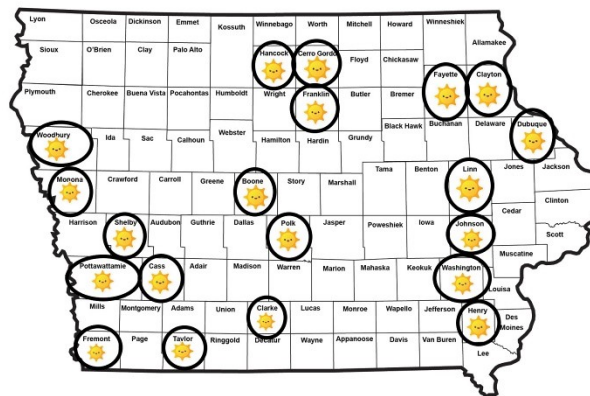 Lyon Osceola Dickinson Emmet Kossuth Winnebago Worth Mitchell Howard Winneshiek Allamakee
Sioux O'Brien Clay Palo Alto Hancock Cerro Gordo Floyd Chickasaw Fayette Clayton
Plymouth Cherokee Buena Vista Pocahontas Humboldt Wright Franklin Butler Bremer
Woodbury Ida Sac Calhoun Webster Hamilton Hardin Grundy Black Hawk Buchanan Delaware Dubuque
Monona Crawford Carroll Greene Boone Story Marshall Tama Benton Linn Jones Jackson
Harrison Shelby Audubon Guthrie Dallas Polk Jasper Poweshiek Iowa Johnson Cedar Clinton
Scott
Muscatine
Pottawattamie Cass Adair Madison Warren Marion Mahaska Keokuk Washington Louisa
Mills Montgomery Adams Union Clarke Lucas Monroe Wapello Jefferson Henry Des
Moines
Fremont Page Taylor Ringgold Decatur Wayne Appanoose Davis Van Buren Lee